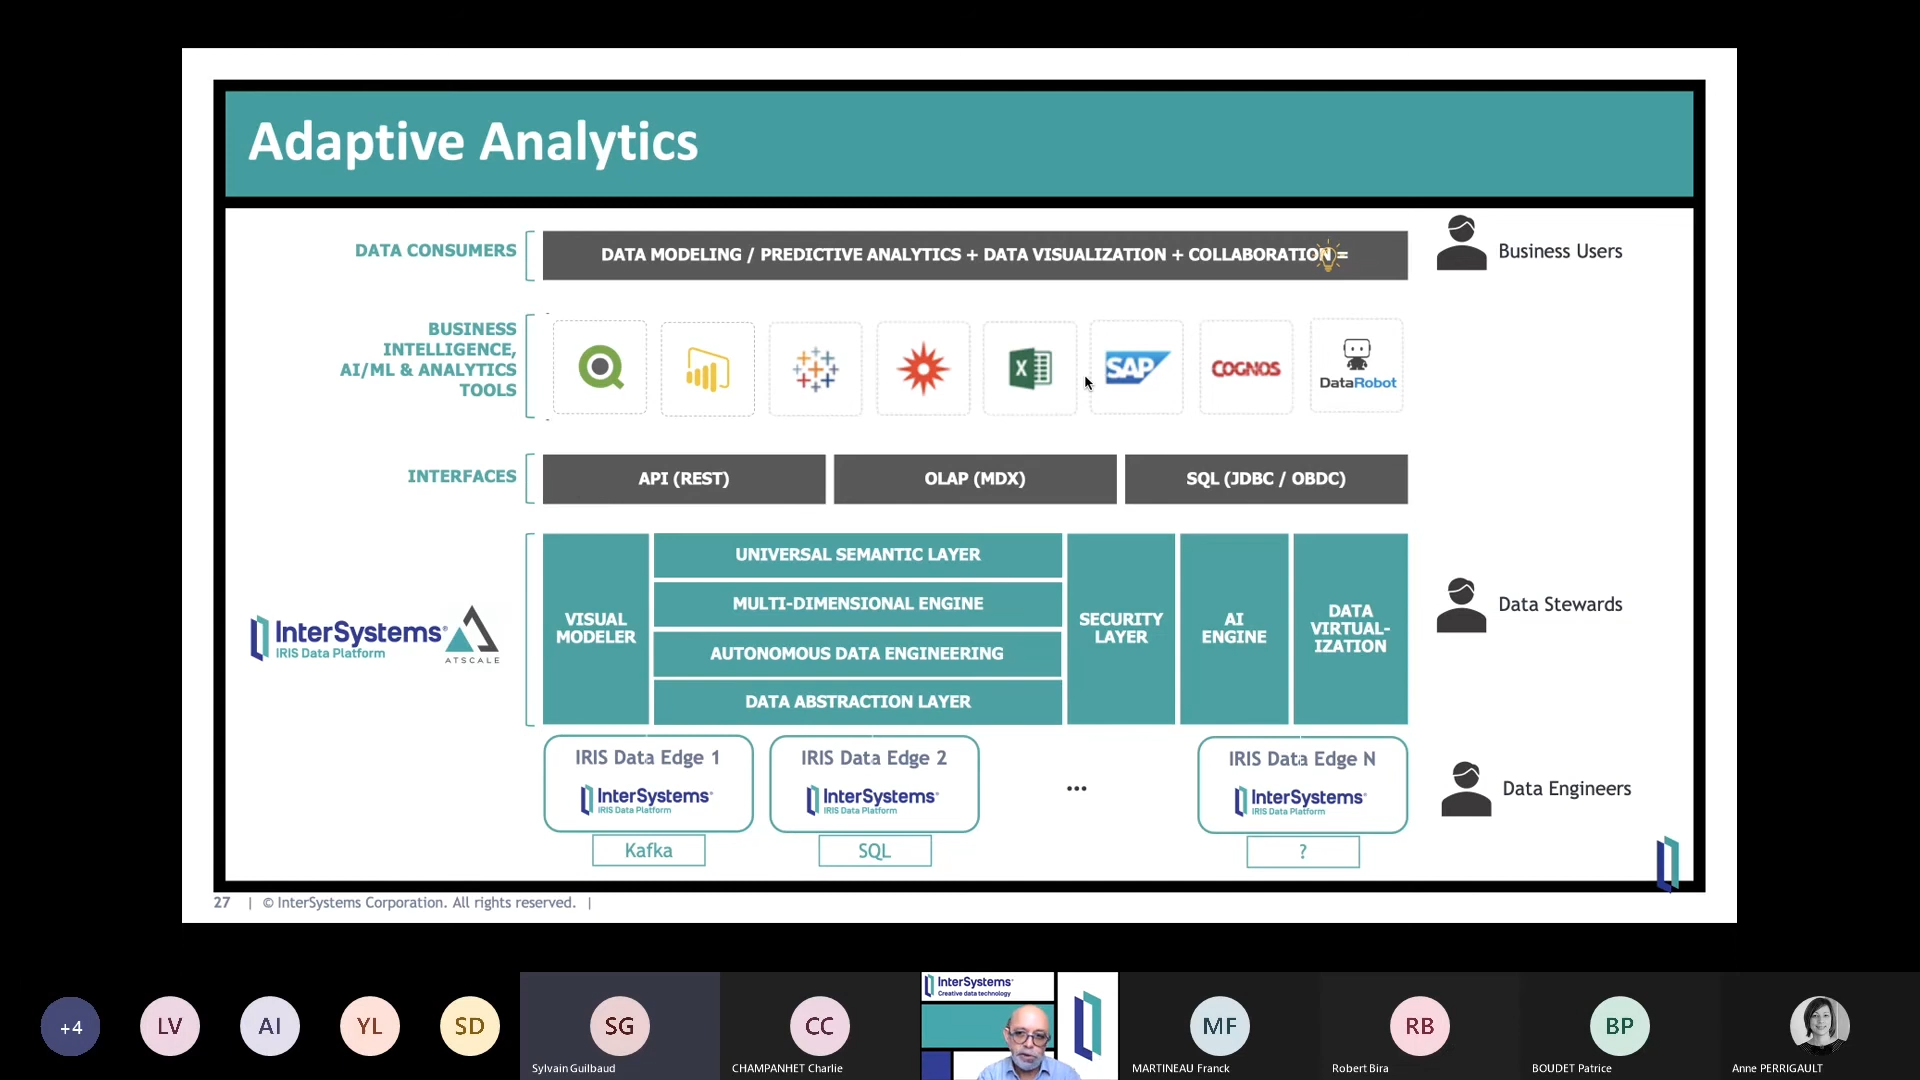 Adaptive Analytics
DATA CONSUMERS
DATA MODELING / PREDICTIVE ANALYTICS + DATA VISUALIZATION + COLLABORATION =
Business Users
BUSINESS
INTELLIGENCE,
AI/ML & ANALYTICS
TOOLS
X
SAP
COGNOS
DataRobot
INTERFACES
API (REST)
OLAP (MDX)
SQL (JDBC / OBDC)
InterSystems®
IRIS Data Platform
ATSCALE
VISUAL
MODELER
UNIVERSAL SEMANTIC LAYER
MULTI-DIMENSIONAL ENGINE
AUTONOMOUS DATA ENGINEERING
DATA ABSTRACTION LAYER
SECURITY
LAYER
AI
ENGINE
DATA
VIRTUAL-
IZATION
Data Stewards
IRIS Data Edge 1
InterSystems®
IRIS Data Platform
Kafka
IRIS Data Edge 2
InterSystems®
IRIS Data Platform
SQL
...
IRIS Data Edge N
InterSystems®
IRIS Data Platform
?
Data Engineers
27 | © InterSystems Corporation. All rights reserved. |
+4
LV
AI
YL
SD
SG
Sylvain Guilbaud
CC
CHAMPANHET Charlie
InterSystems®
Creative data technology
MF
MARTINEAU Franck
RB
Robert Bira
BP
BOUDET Patrice
Anne PERRIGAULT